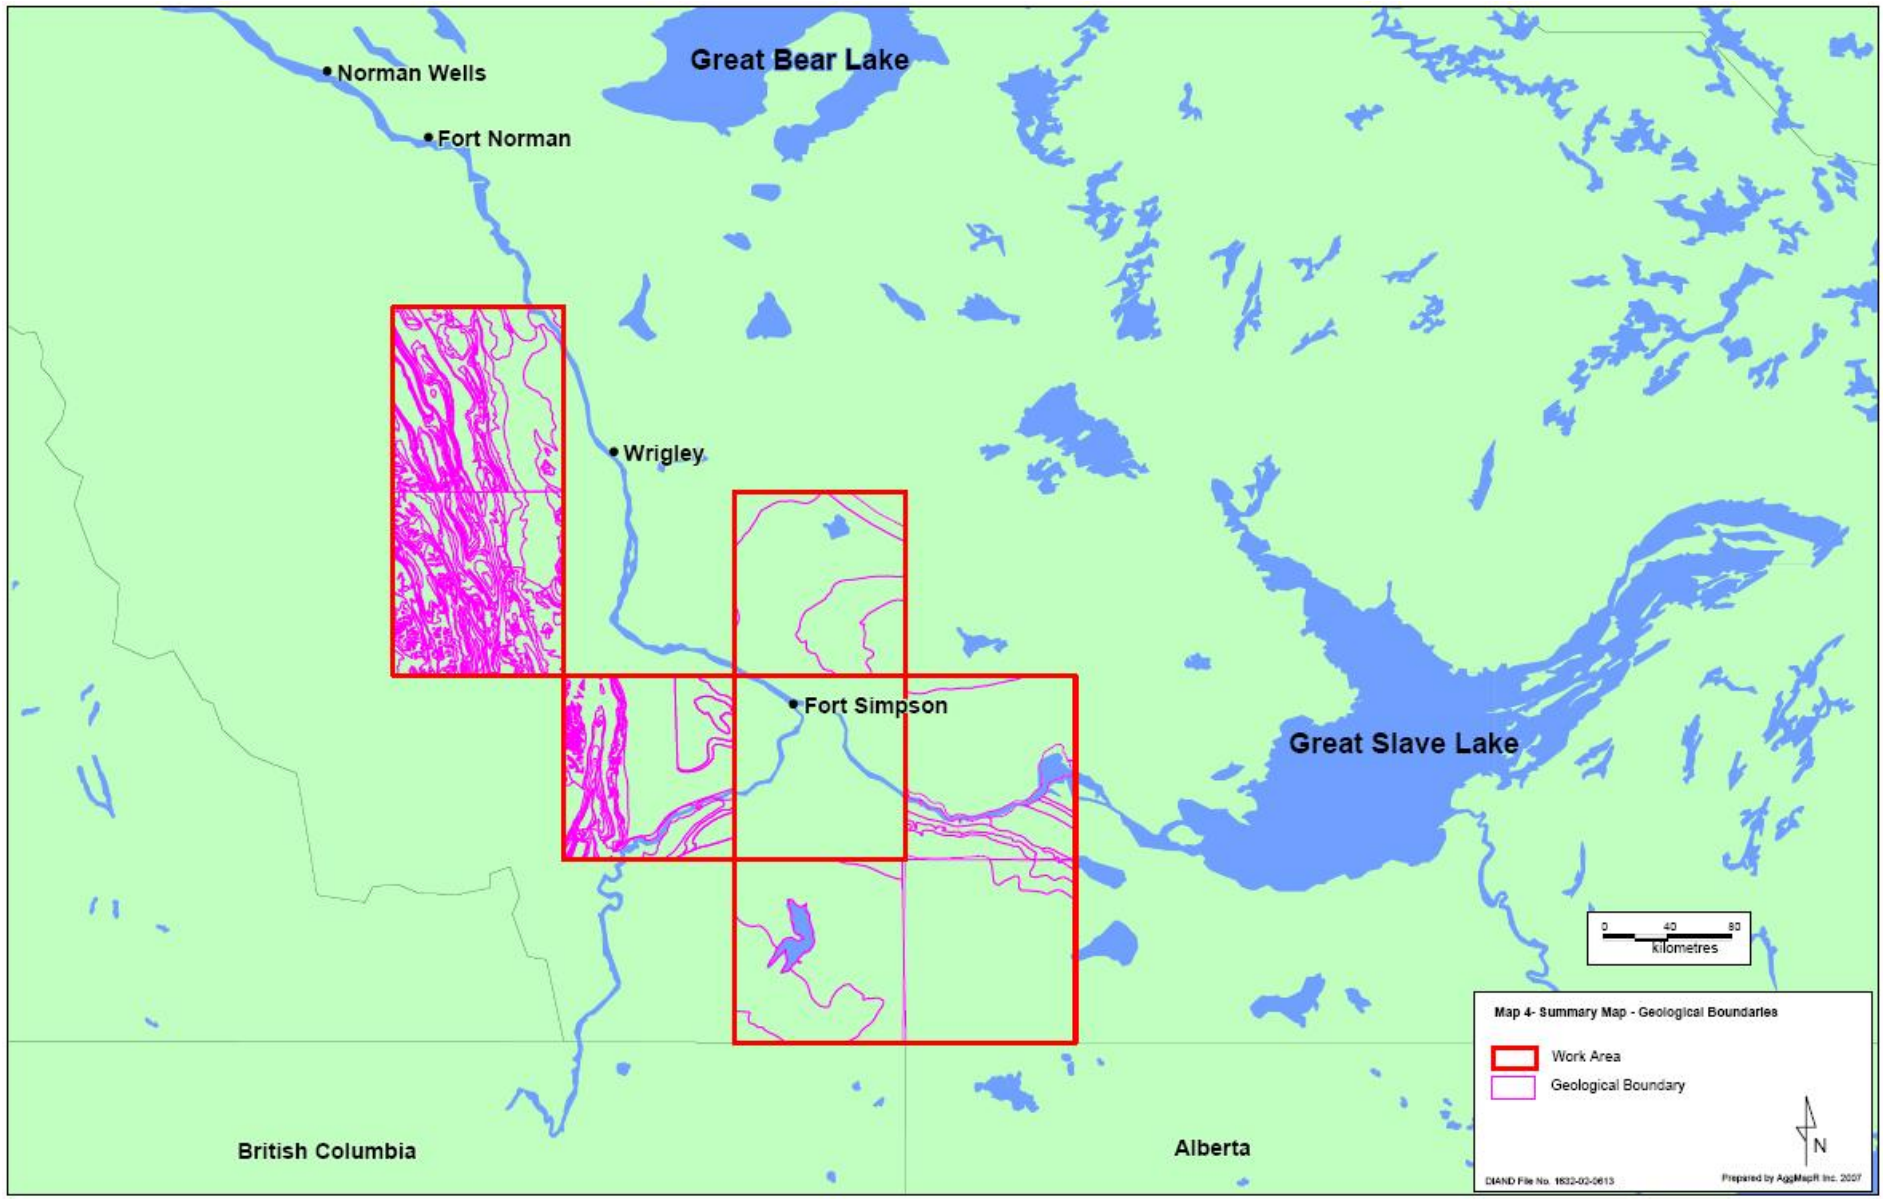 Great Bear Lake
Norman Wells
Fort Norman
Wrigley
Fort Simpson
Great Slave Lake
0 40 80
kilometres
Map 4- Summary Map - Geological Boundaries
Work Area
Geological Boundary
N
British Columbia
Alberta
DIAND File No. 1632-02-0613
Prepared by AggMapR Inc. 2007